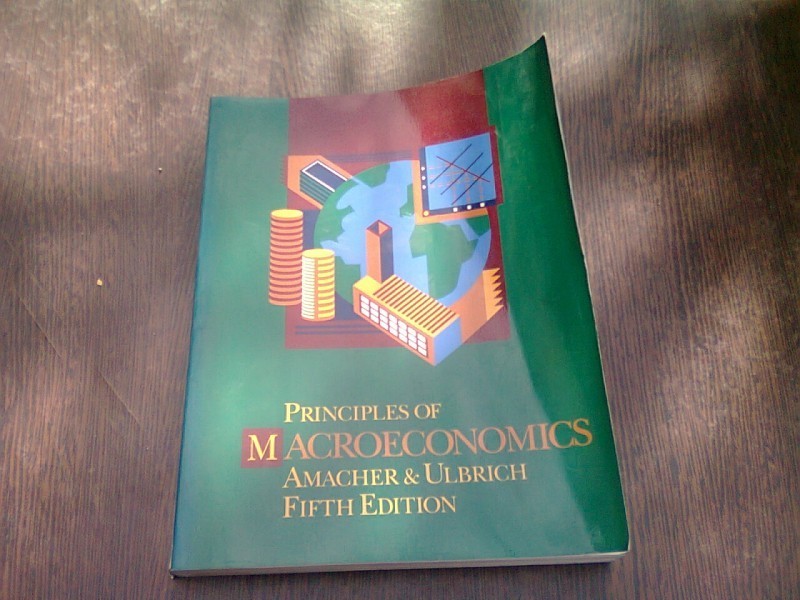 PRINCIPLES OF
MACROECONOMICS
AMACHER & ULBRICH
FIFTH EDITION